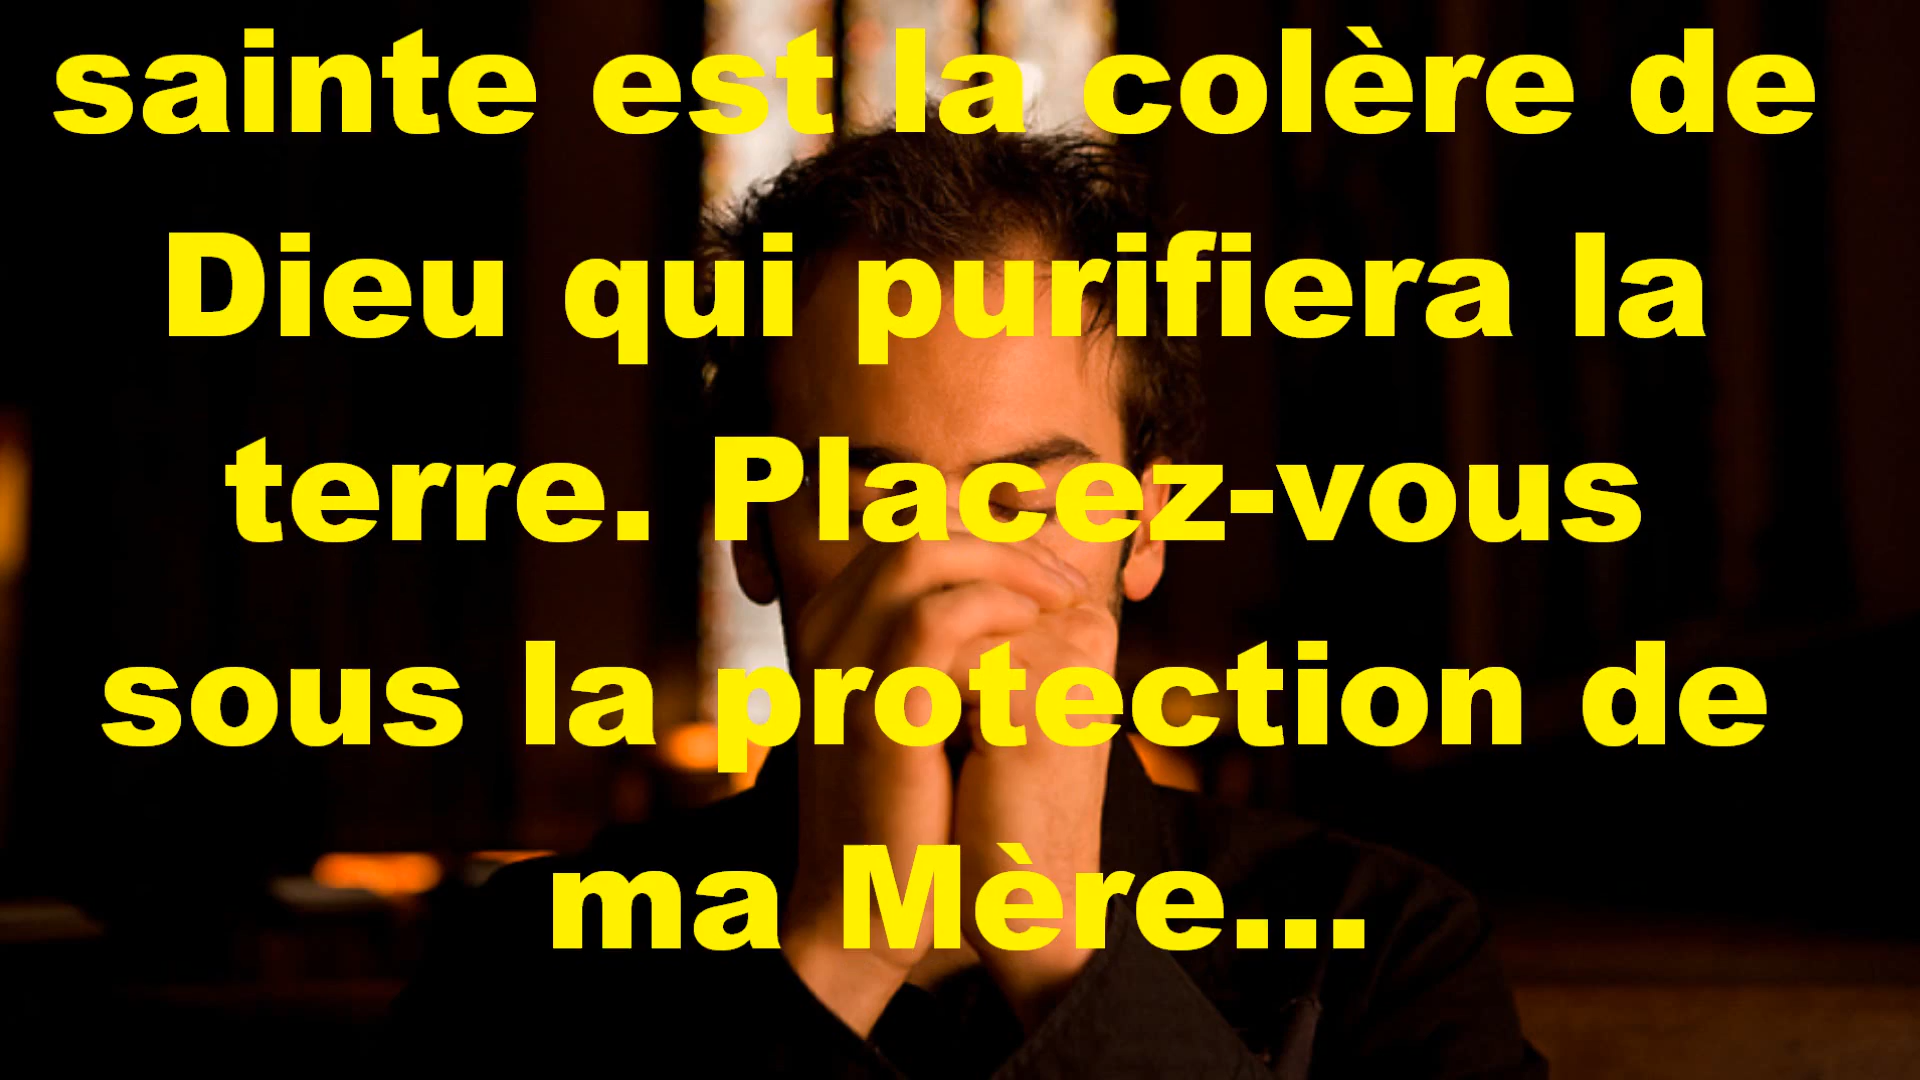 sainte est la colère de
Dieu qui purifiera la
terre. Placez-vous
sous la protection de
ma Mère...